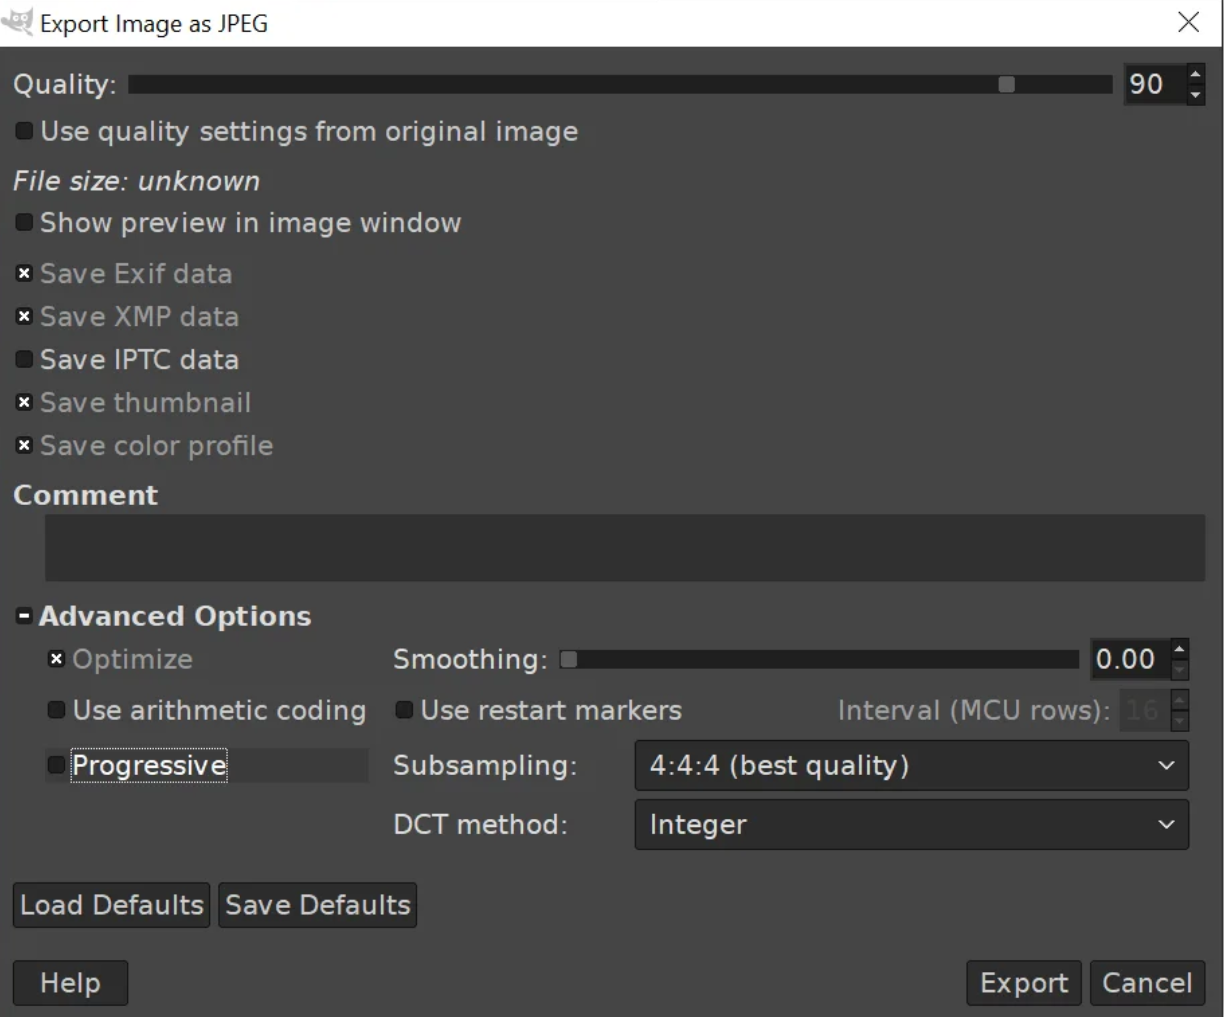 Export Image as JPEG
Quality: 90
Use quality settings from original image
File size: unknown
Show preview in image window
Save Exif data
Save XMP data
Save IPTC data
Save thumbnail
Save color profile
Comment
Advanced Options
Optimize Smoothing: 0.00
Use arithmetic coding Use restart markers Interval (MCU rows): 16
Progressive Subsampling: 4:4:4 (best quality)
DCT method: Integer
Load Defaults Save Defaults
Help Export Cancel